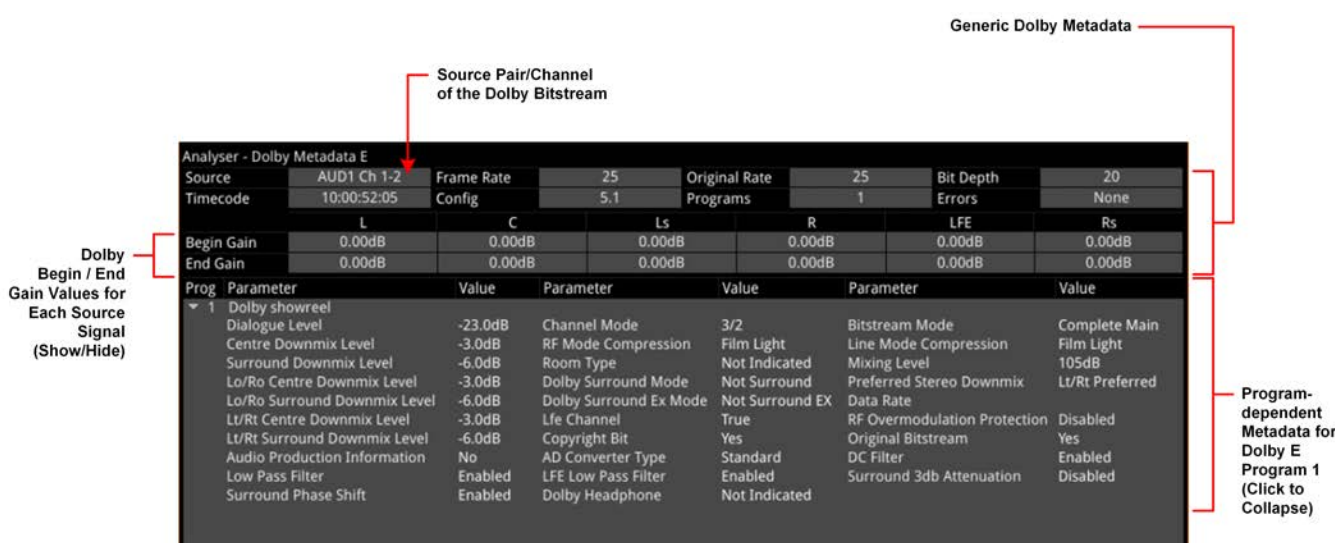 Generic Dolby Metadata
Source Pair/Channel
of the Dolby Bitstream
Analyser - Dolby Metadata E
Source AUD1 Ch 1-2 Frame Rate 25 Original Rate 25 Bit Depth 20
Timecode 10:00:52:05 Config 5.1 Programs 1 Errors None
L C Ls R LFE Rs
Begin Gain 0.00dB 0.00dB 0.00dB 0.00dB 0.00dB 0.00dB
End Gain 0.00dB 0.00dB 0.00dB 0.00dB 0.00dB 0.00dB
Dolby
Begin / End
Gain Values for
Each Source
Signal
(Show/Hide)
Prog Parameter Value Parameter Value Parameter Value
1 Dolby showreel
Dialogue Level -23.0dB Channel Mode 3/2 Bitstream Mode Complete Main
Centre Downmix Level -3.0dB RF Mode Compression Film Light Line Mode Compression Film Light
Surround Downmix Level -6.0dB Room Type Not Indicated Mixing Level 105dB
Lo/Ro Centre Downmix Level -3.0dB Dolby Surround Mode Not Surround Preferred Stereo Downmix Lt/Rt Preferred
Lo/Ro Surround Downmix Level -6.0dB Dolby Surround Ex Mode Not Surround EX Data Rate
Lt/Rt Centre Downmix Level -3.0dB Lfe Channel True RF Overmodulation Protection Disabled
Lt/Rt Surround Downmix Level -6.0dB Copyright Bit Yes Original Bitstream Yes
Audio Production Information No AD Converter Type Standard DC Filter Enabled
Low Pass Filter Enabled LFE Low Pass Filter Enabled Surround 3db Attenuation Disabled
Surround Phase Shift Enabled Dolby Headphone Not Indicated
Program-
dependent
Metadata for
Dolby E
Program 1
(Click to
Collapse)